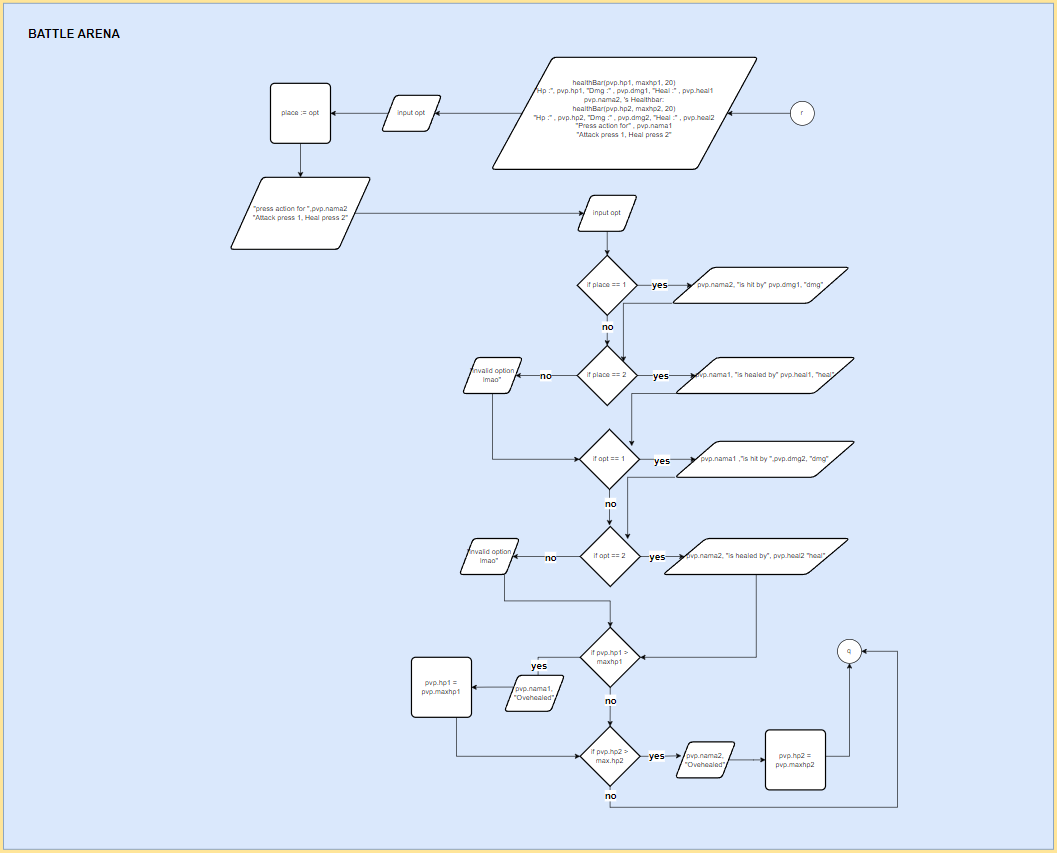 BATTLE ARENA
healthBar(pvp.hp1, maxhp1, 20)
"Hp :", pvp.hp1, "Dmg :" , pvp.dmg1, "Heal :" , pvp.heal1
pvp.nama2, 's Healthbar:
healthBar(pvp.hp2, maxhp2, 20)
"Hp :" , pvp.hp2, "Dmg :" , pvp.dmg2, "Heal :" , pvp.heal2
"Press action for" , pvp.nama1
"Attack press 1, Heal press 2"
r
input opt
place := opt
"press action for ",pvp.nama2
"Attack press 1, Heal press 2"
input opt
if place == 1
yes
pvp.nama2, "is hit by" pvp.dmg1, "dmg"
no
"invalid option
lmao"
no
if place == 2
yes
pvp.nama1, "is healed by" pvp.heal1, "heal"
if opt == 1
yes
pvp.nama1 ,"is hit by ",pvp.dmg2, "dmg"
no
"invalid option
lmao"
no
if opt == 2
yes
pvp.nama2, "is healed by", pvp.heal2 "heal"
if pvp.hp1 >
maxhp1
yes
pvp.nama1,
"Ovehealed"
pvp.hp1 =
pvp.maxhp1
no
q
if pvp.hp2 >
max.hp2
yes
pvp.nama2,
"Ovehealed"
pvp.hp2 =
pvp.maxhp2
no